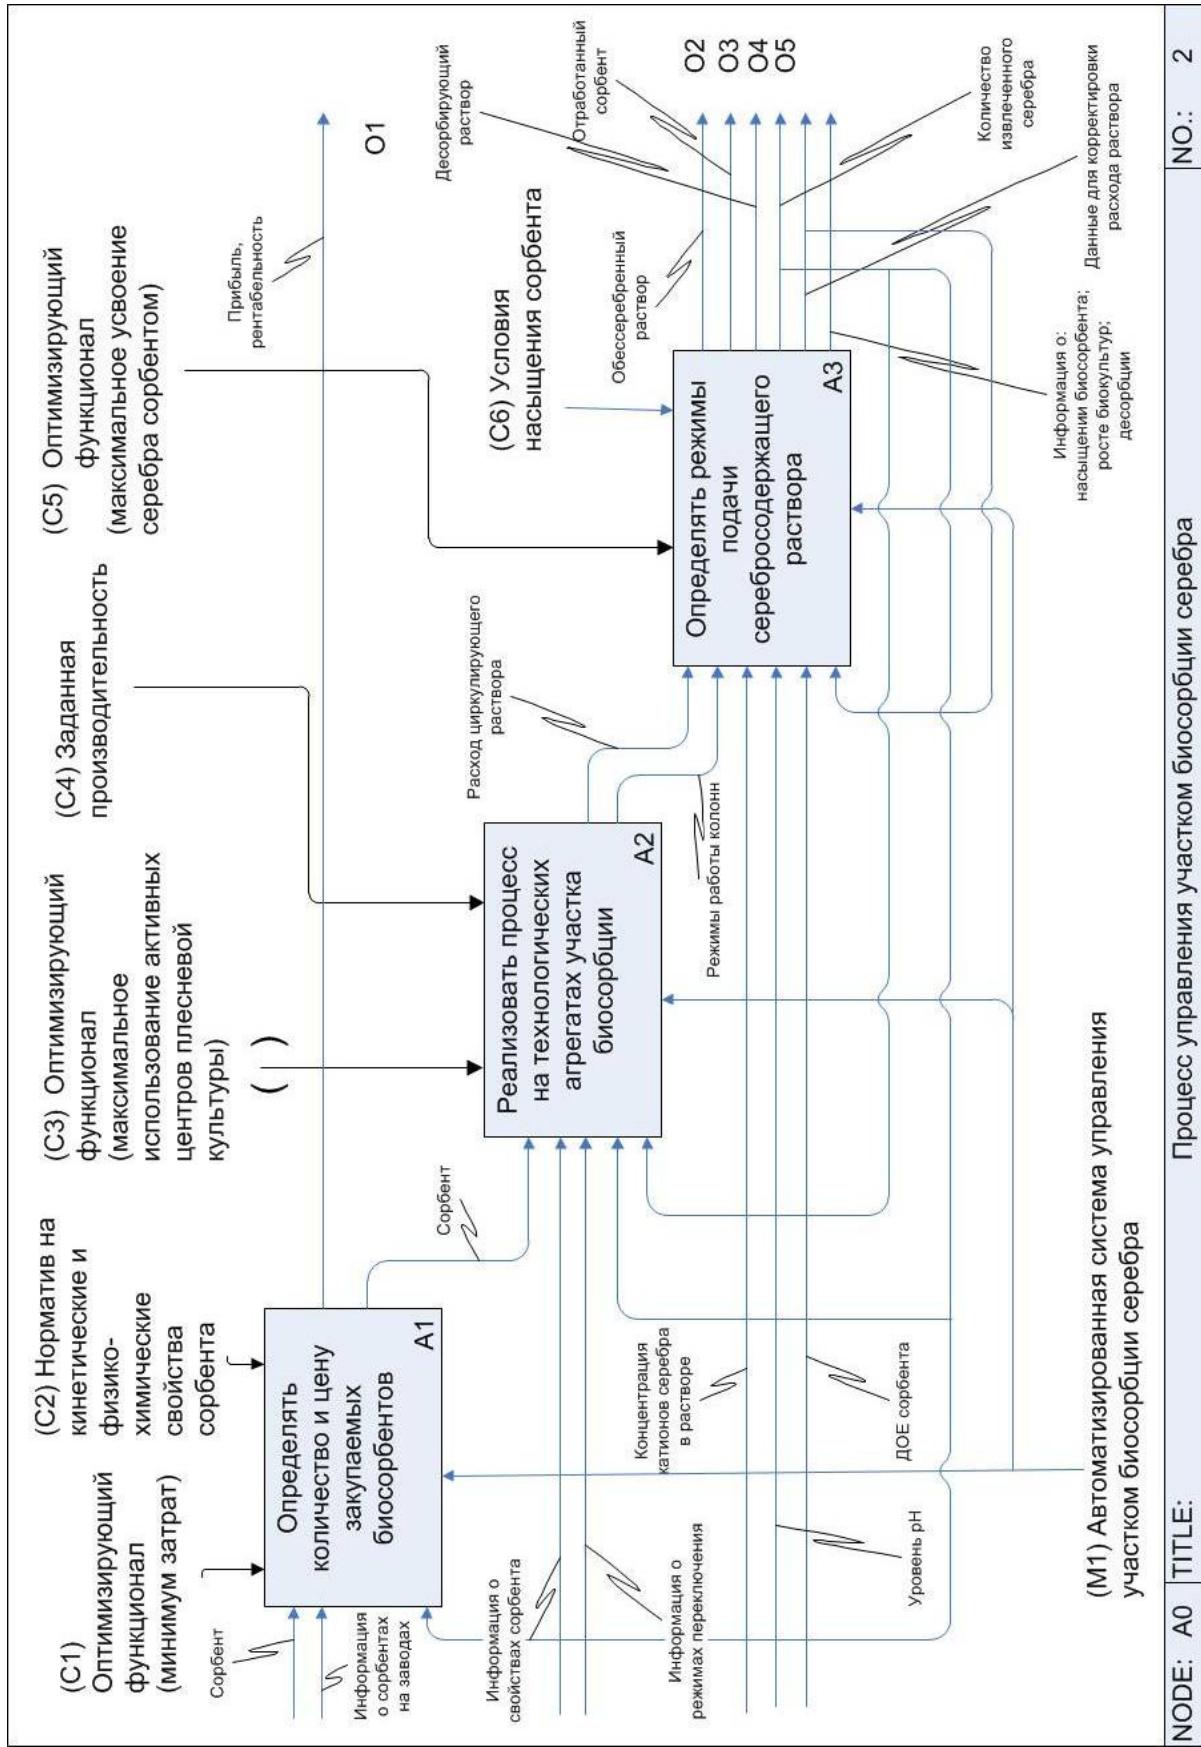 (C1)
Оптимизирующий
функционал
(минимум затрат)
(C2) Норматив на
кинетические и
физико-
химические
свойства
сорбента
(C3) Оптимизирующий
функционал
(максимальное
использование активных
центров плесневой
культуры)
( )
(C4) Заданная
производительность
(C5) Оптимизирующий
функционал
(максимальное усвоение
серебра сорбентом)
Прибыль,
рентабельность
O1
(C6) Условия
насыщения сорбента
Десорбирующий
раствор
Отработанный
сорбент
Обессеребренный
раствор
O2
O3
O4
O5
Сорбент
Информация
о сорбентах
на заводах
Определять
количество и цену
закупаемых
биосорбентов
A1
Сорбент
Информация о
свойствах сорбента
Информация о
режимах переключения
Реализовать процесс
на технологических
агрегатах участка
биосорбции
A2
Расход циркулирующего
раствора
Режимы работы колонн
Определять режимы
подачи
серебросодержащего
раствора
A3
Концентрация
катионов серебра
в растворе
ДОЕ сорбента
Уровень pH
Количество
извлеченного
серебра
Данные для корректировки
расхода раствора
Информация о:
насыщении биосорбента;
росте биокультур;
десорбции
(M1) Автоматизированная система управления
участком биосорбции серебра
NODE: A0 TITLE: Процесс управления участком биосорбции серебра NO.: 2